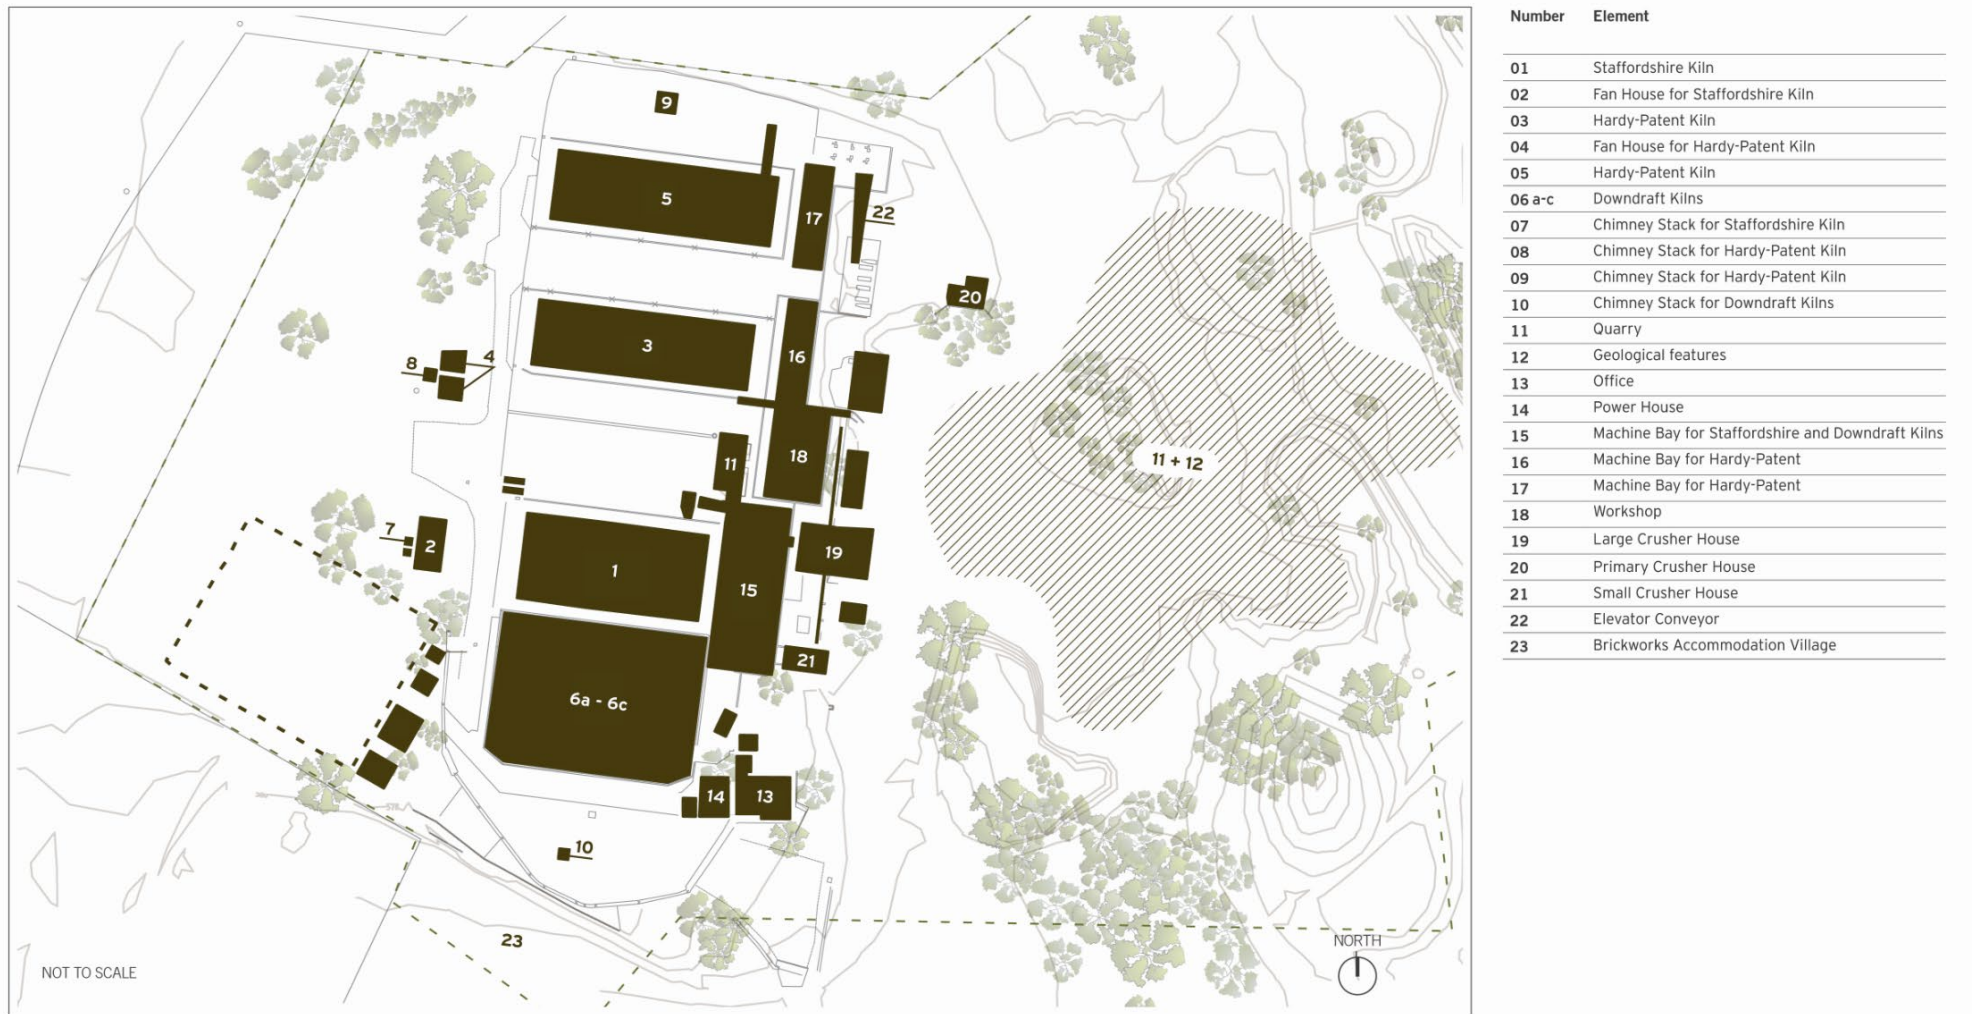 9
5
17
22
20
3
16
8
4
11
18
11 + 12
7
2
1
15
19
21
6a - 6c
14
13
10
23
NORTH
NOT TO SCALE
Number Element
01 Staffordshire Kiln
02 Fan House for Staffordshire Kiln
03 Hardy-Patent Kiln
04 Fan House for Hardy-Patent Kiln
05 Hardy-Patent Kiln
06 a-c Downdraft Kilns
07 Chimney Stack for Staffordshire Kiln
08 Chimney Stack for Hardy-Patent Kiln
09 Chimney Stack for Hardy-Patent Kiln
10 Chimney Stack for Downdraft Kilns
11 Quarry
12 Geological features
13 Office
14 Power House
15 Machine Bay for Staffordshire and Downdraft Kilns
16 Machine Bay for Hardy-Patent
17 Machine Bay for Hardy-Patent
18 Workshop
19 Large Crusher House
20 Primary Crusher House
21 Small Crusher House
22 Elevator Conveyor
23 Brickworks Accommodation Village